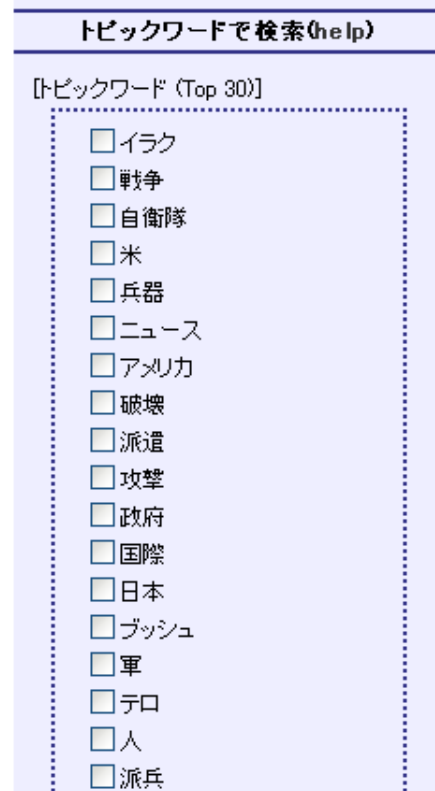 トピックワードで検索(help)
[トピックワード (Top 30)]
イラク
戦争
自衛隊
米
兵器
ニュース
アメリカ
破壊
派遣
攻撃
政府
国際
日本
ブッシュ
軍
テロ
人
派兵